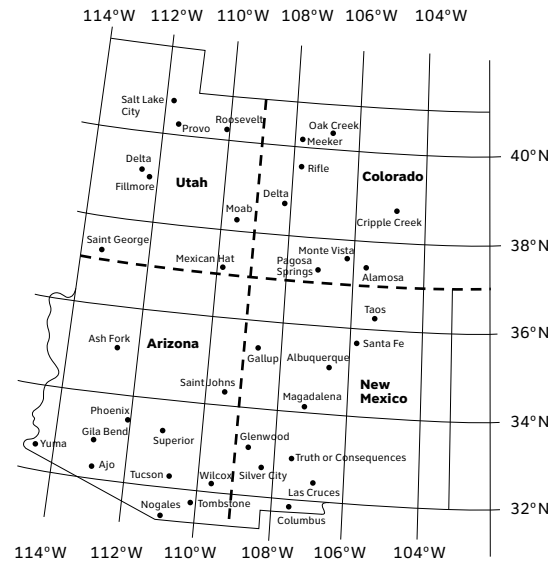 114°W 112°W 110°W 108°W 106°W 104°W
Salt Lake
City
Provo
Roosevelt
Oak Creek
Meeker
40°N
Delta
Fillmore
Utah
Rifle
Colorado
Delta
Moab
Cripple Creek
38°N
Saint George
Mexican Hat
Monte Vista
Pagosa
Springs
Alamosa
Taos
36°N
Ash Fork
Arizona
Gallup
Albuquerque
Santa Fe
Saint Johns
New
Mexico
Magadalena
34°N
Phoenix
Gila Bend
Yuma
Superior
Glenwood
Truth or Consequences
Ajo
Tucson
Wilcox
Silver City
Las Cruces
Nogales
Tombstone
Columbus
32°N
114°W 112°W 110°W 108°W 106°W 104°W